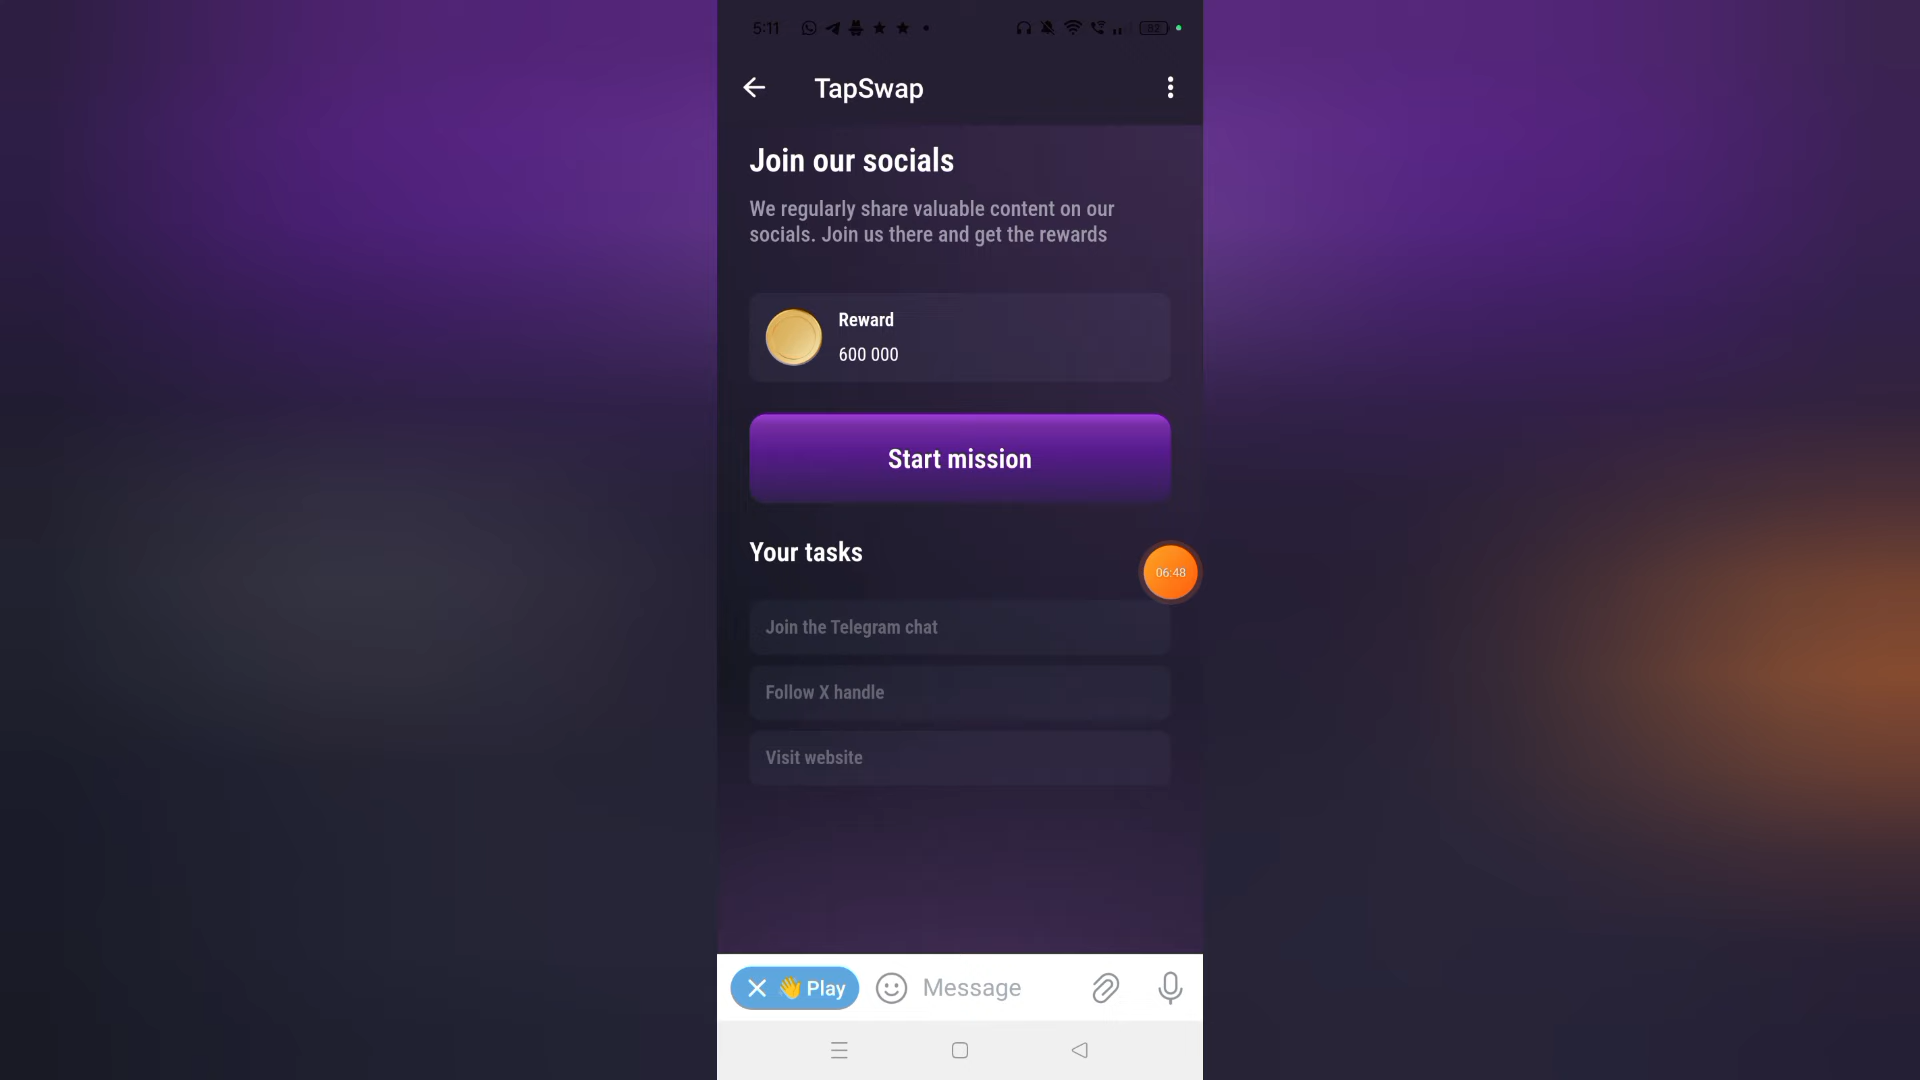 5:11
82
TapSwap
Join our socials
We regularly share valuable content on our
socials. Join us there and get the rewards
Reward
600 000
Start mission
Your tasks
06:48
Join the Telegram chat
Follow X handle
Visit website
👋 Play
Message